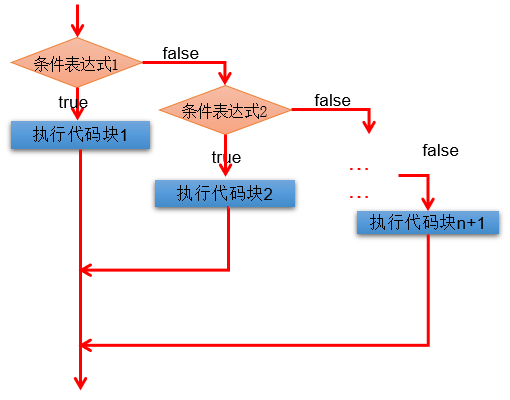 false
条件表达式1
true
false
条件表达式2
执行代码块1
false
true
...
执行代码块2
...
执行代码块n+1